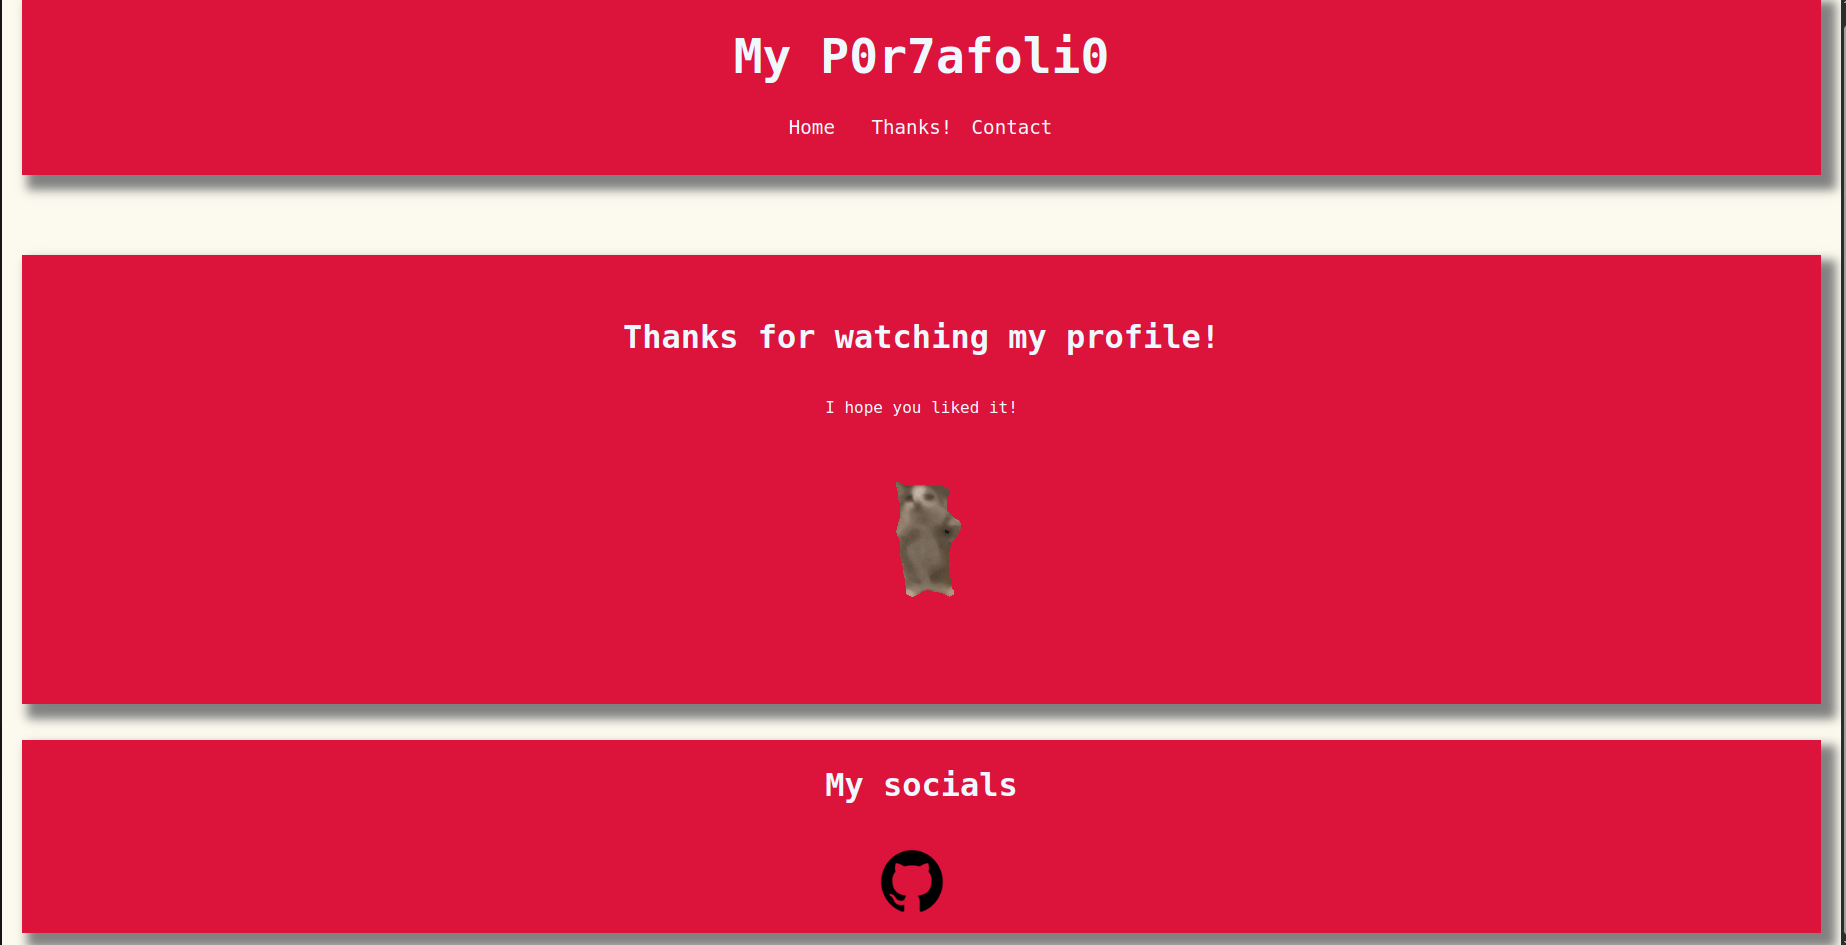 My P0r7afoli0
Home Thanks! Contact
Thanks for watching my profile!
I hope you liked it!
My socials